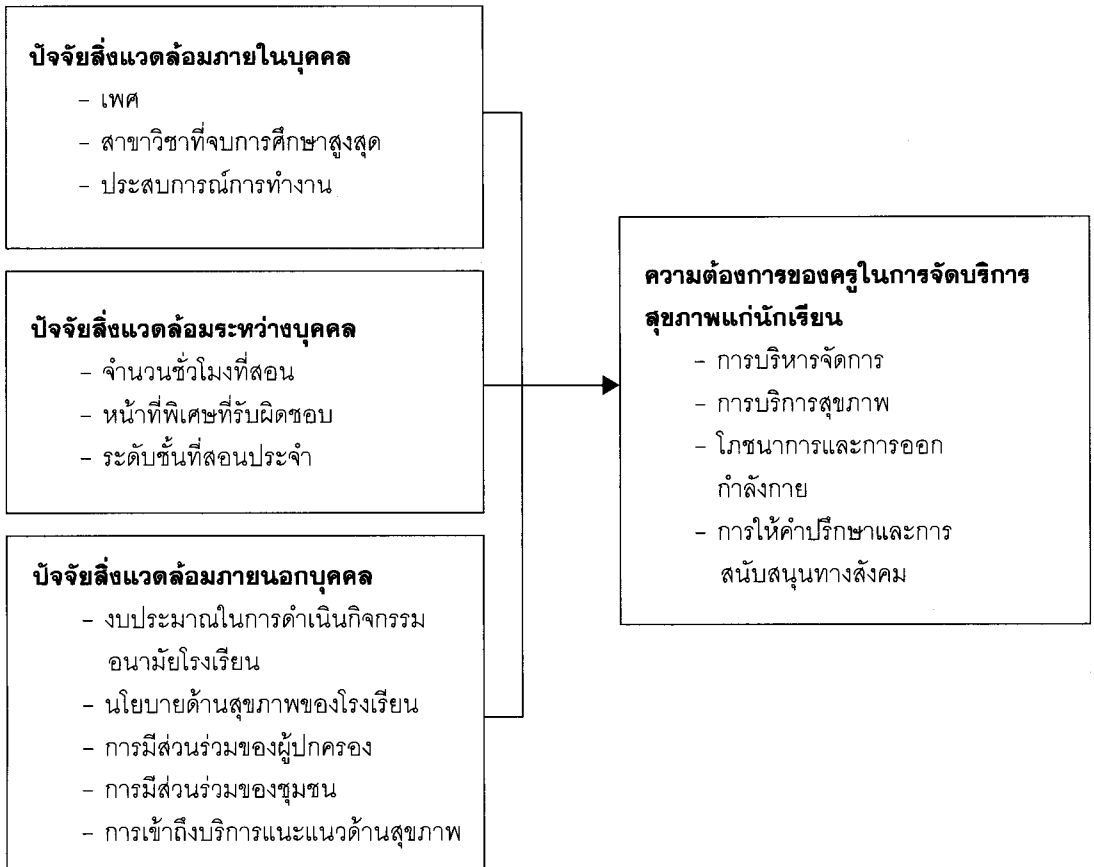 ปัจจัยสิ่งแวดล้อมภายในบุคคล
– เพศ
– สาขาวิชาที่จบการศึกษาสูงสุด
– ประสบการณ์การทำงาน
ปัจจัยสิ่งแวดล้อมระหว่างบุคคล
– จำนวนชั่วโมงที่สอน
– หน้าที่พิเศษที่รับผิดชอบ
– ระดับชั้นที่สอนประจำ
ปัจจัยสิ่งแวดล้อมภายนอกบุคคล
– งบประมาณในการดำเนินกิจกรรม
อนามัยโรงเรียน
– นโยบายด้านสุขภาพของโรงเรียน
– การมีส่วนร่วมของผู้ปกครอง
– การมีส่วนร่วมของชุมชน
– การเข้าถึงบริการแนะแนวด้านสุขภาพ
ความต้องการของครูในการจัดบริการ
สุขภาพแก่นักเรียน
– การบริหารจัดการ
– การบริการสุขภาพ
– โภชนาการและการออก
กำลังกาย
– การให้คำปรึกษาและการ
สนับสนุนทางสังคม